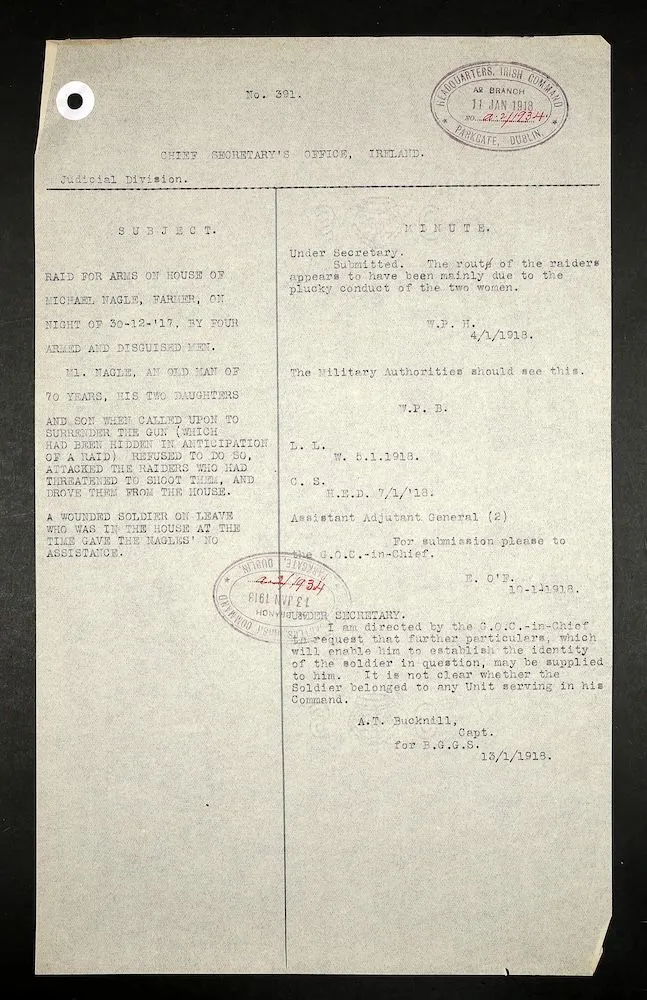 No. 391.
HEADQUARTERS, IRISH COMMAND
AR BRANCH
11 JAN 1918
NO. a.2/1934
PARKGATE, DUBLIN.
CHIEF SECRETARY'S OFFICE, IRELAND.
Judicial Division.
SUBJECT.
RAID FOR ARMS ON HOUSE OF
MICHAEL NAGLE, FARMER, ON
NIGHT OF 30-12-'17, BY FOUR
ARMED AND DISGUISED MEN.
Ml. NAGLE, AN OLD MAN OF
70 YEARS, HIS TWO DAUGHTERS
AND SON WHEN CALLED UPON TO
SURRENDER THE GUN (WHICH
HAD BEEN HIDDEN IN ANTICIPATION
OF A RAID) REFUSED TO DO SO,
ATTACKED THE RAIDERS WHO HAD
THREATENED TO SHOOT THEM, AND
DROVE THEM FROM THE HOUSE.
A WOUNDED SOLDIER ON LEAVE
WHO WAS IN THE HOUSE AT THE
TIME GAVE THE NAGLES' NO
ASSISTANCE.
MINUTE.
Under Secretary.
Submitted. The rout of the raiders
appears to have been mainly due to the
plucky conduct of the two women.
W.P. H.
4/1/1918.
The Military Authorities should see this.
W.P. B.
L. L.
W. 5.1.1918.
C. S.
H.E.D. 7/1/'18.
Assistant Adjutant General (2)
For submission please to
the G.O.C.-in-Chief.
E. O'F.
10-1-1918.
PARKGATE, DUBLIN.
a.2/1934
13 JAN 1918
BRANCH
HEADQUARTERS, IRISH COMMAND
UNDER SECRETARY.
I am directed by the G.O.C.-in-Chief
to request that further particulars, which
will enable him to establish the identity
of the soldier in question, may be supplied
to him. It is not clear whether the
Soldier belonged to any Unit serving in his
Command.
A.T. Bucknill,
Capt.
for B.G.G.S.
13/1/1918.